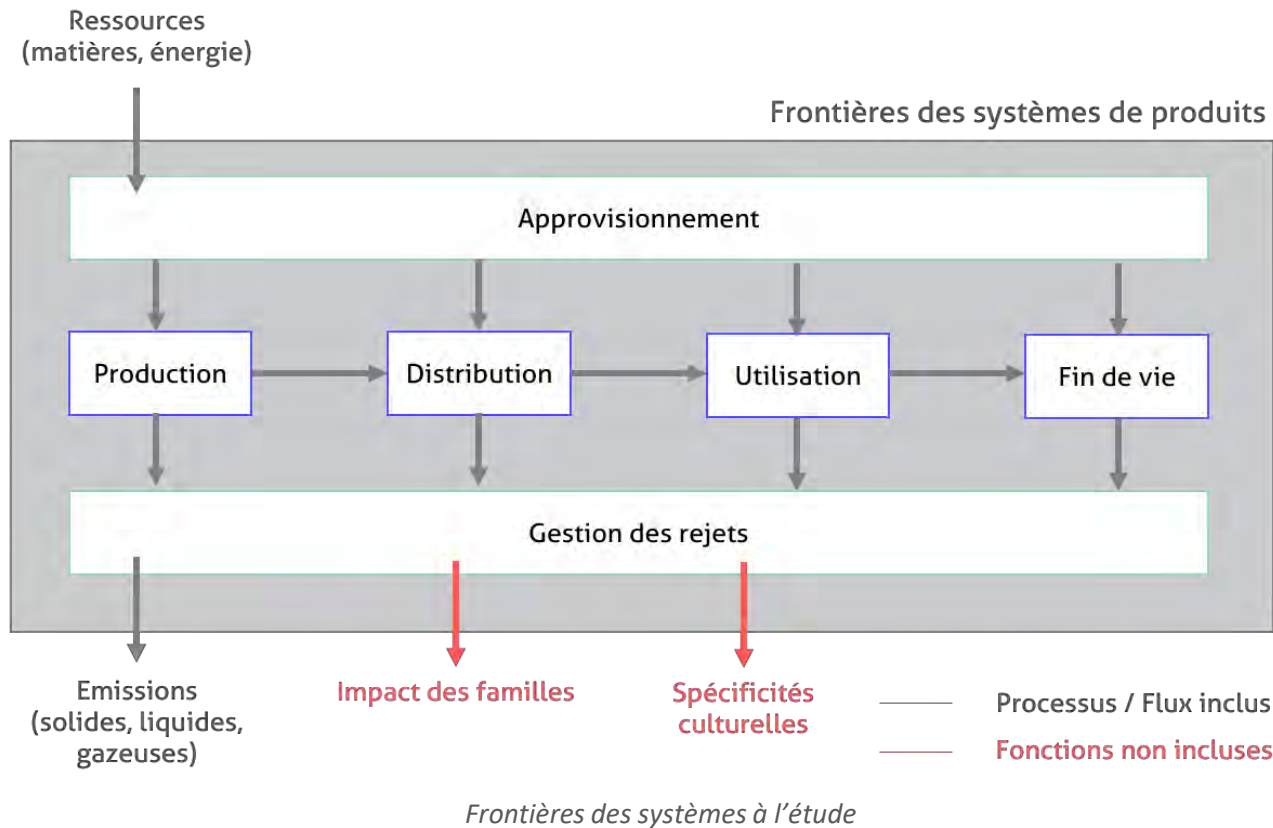 Ressources
(matières, énergie)
Frontières des systèmes de produits
Approvisionnement
Production
Distribution
Utilisation
Fin de vie
Gestion des rejets
Emissions
(solides, liquides,
gazeuses)
Impact des familles
Spécificités
culturelles
Processus / Flux inclus
Fonctions non incluses
Frontières des systèmes à l’étude